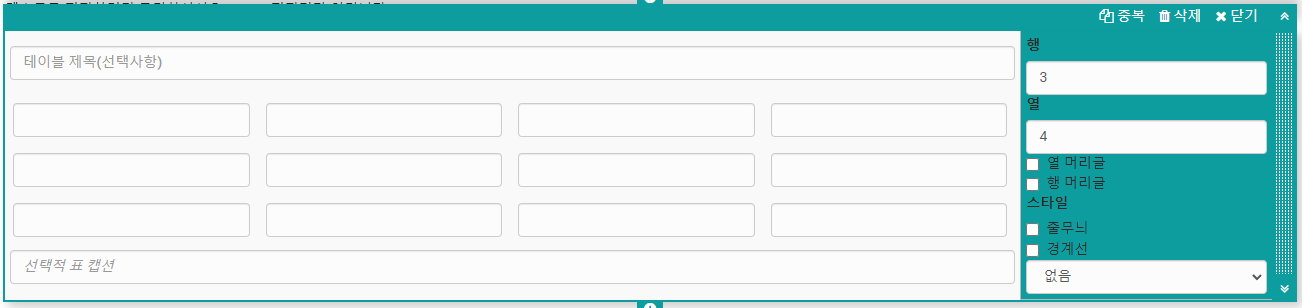 중복 삭제 닫기
테이블 제목(선택사항)
행
3
열
4
열 머리글
행 머리글
스타일
줄무늬
경계선
없음
선택적 표 캡션